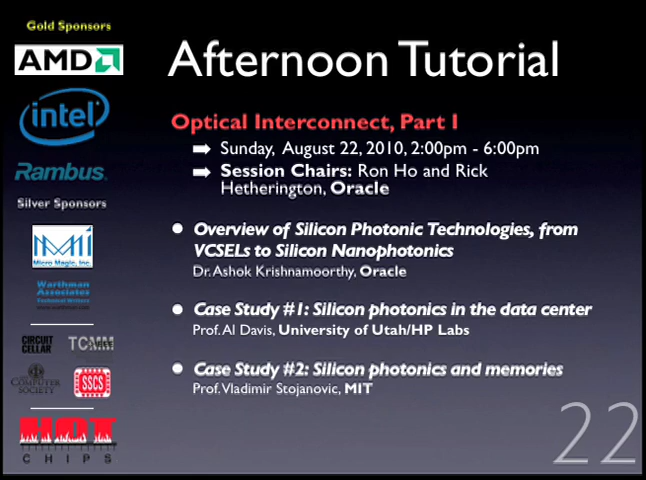 Gold Sponsors
AMD
intel
Rambus
Silver Sponsors
Micro Magic, Inc.
Warthman
Associates
Technical Writers
CIRCUIT
CELLAR
TCMM
COMPUTER
SOCIETY
SSCS
HOT
CHIPS
Afternoon Tutorial
Optical Interconnect, Part I
Sunday, August 22, 2010, 2:00pm - 6:00pm
Session Chairs: Ron Ho and Rick
Hetherington, Oracle
Overview of Silicon Photonic Technologies, from
VCSELs to Silicon Nanophotonics
Dr. Ashok Krishnamoorthy, Oracle
Case Study #1: Silicon photonics in the data center
Prof. Al Davis, University of Utah/HP Labs
Case Study #2: Silicon photonics and memories
Prof. Vladimir Stojanovic, MIT
22